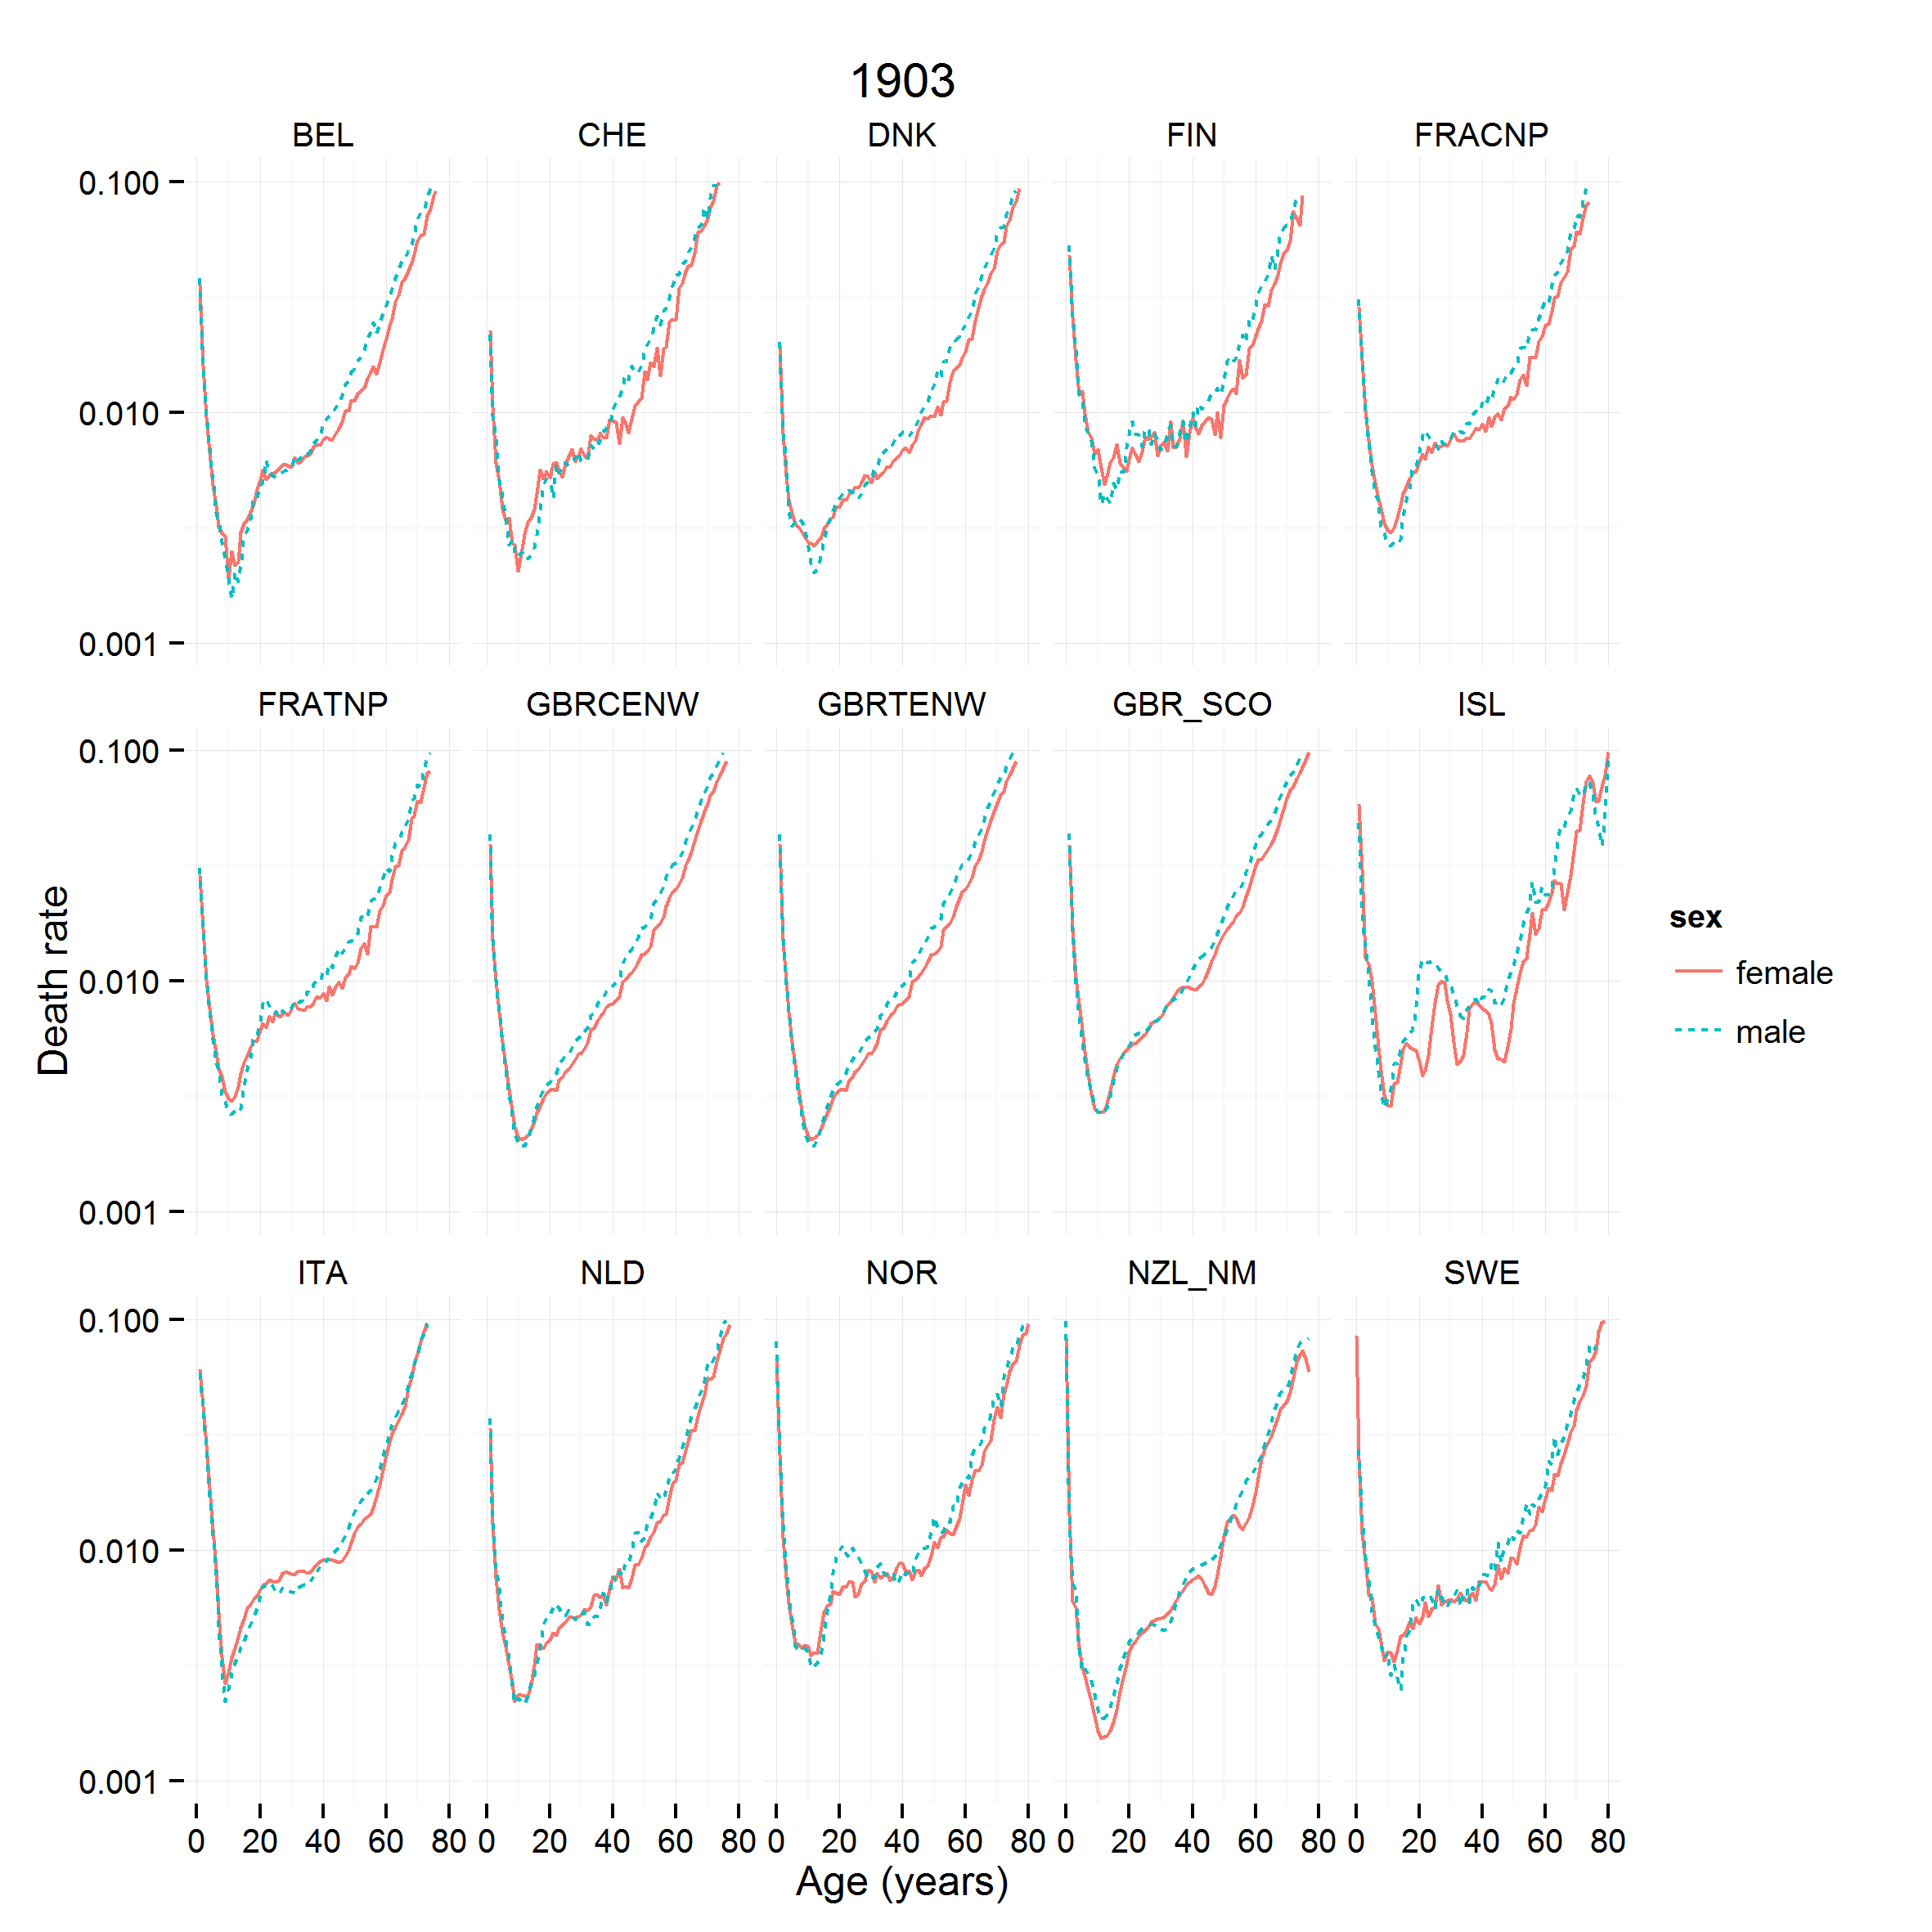 1903
BEL CHE DNK FIN FRACNP
0.100
0.010
0.001
FRATNP GBRCENW GBRTENW GBR_SCO ISL
0.100
0.010
0.001
ITA NLD NOR NZL_NM SWE
0.100
0.010
0.001
0 20 40 60 80 0 20 40 60 80 0 20 40 60 80 0 20 40 60 80 0 20 40 60 80
Age (years)
Death rate
sex
female
male